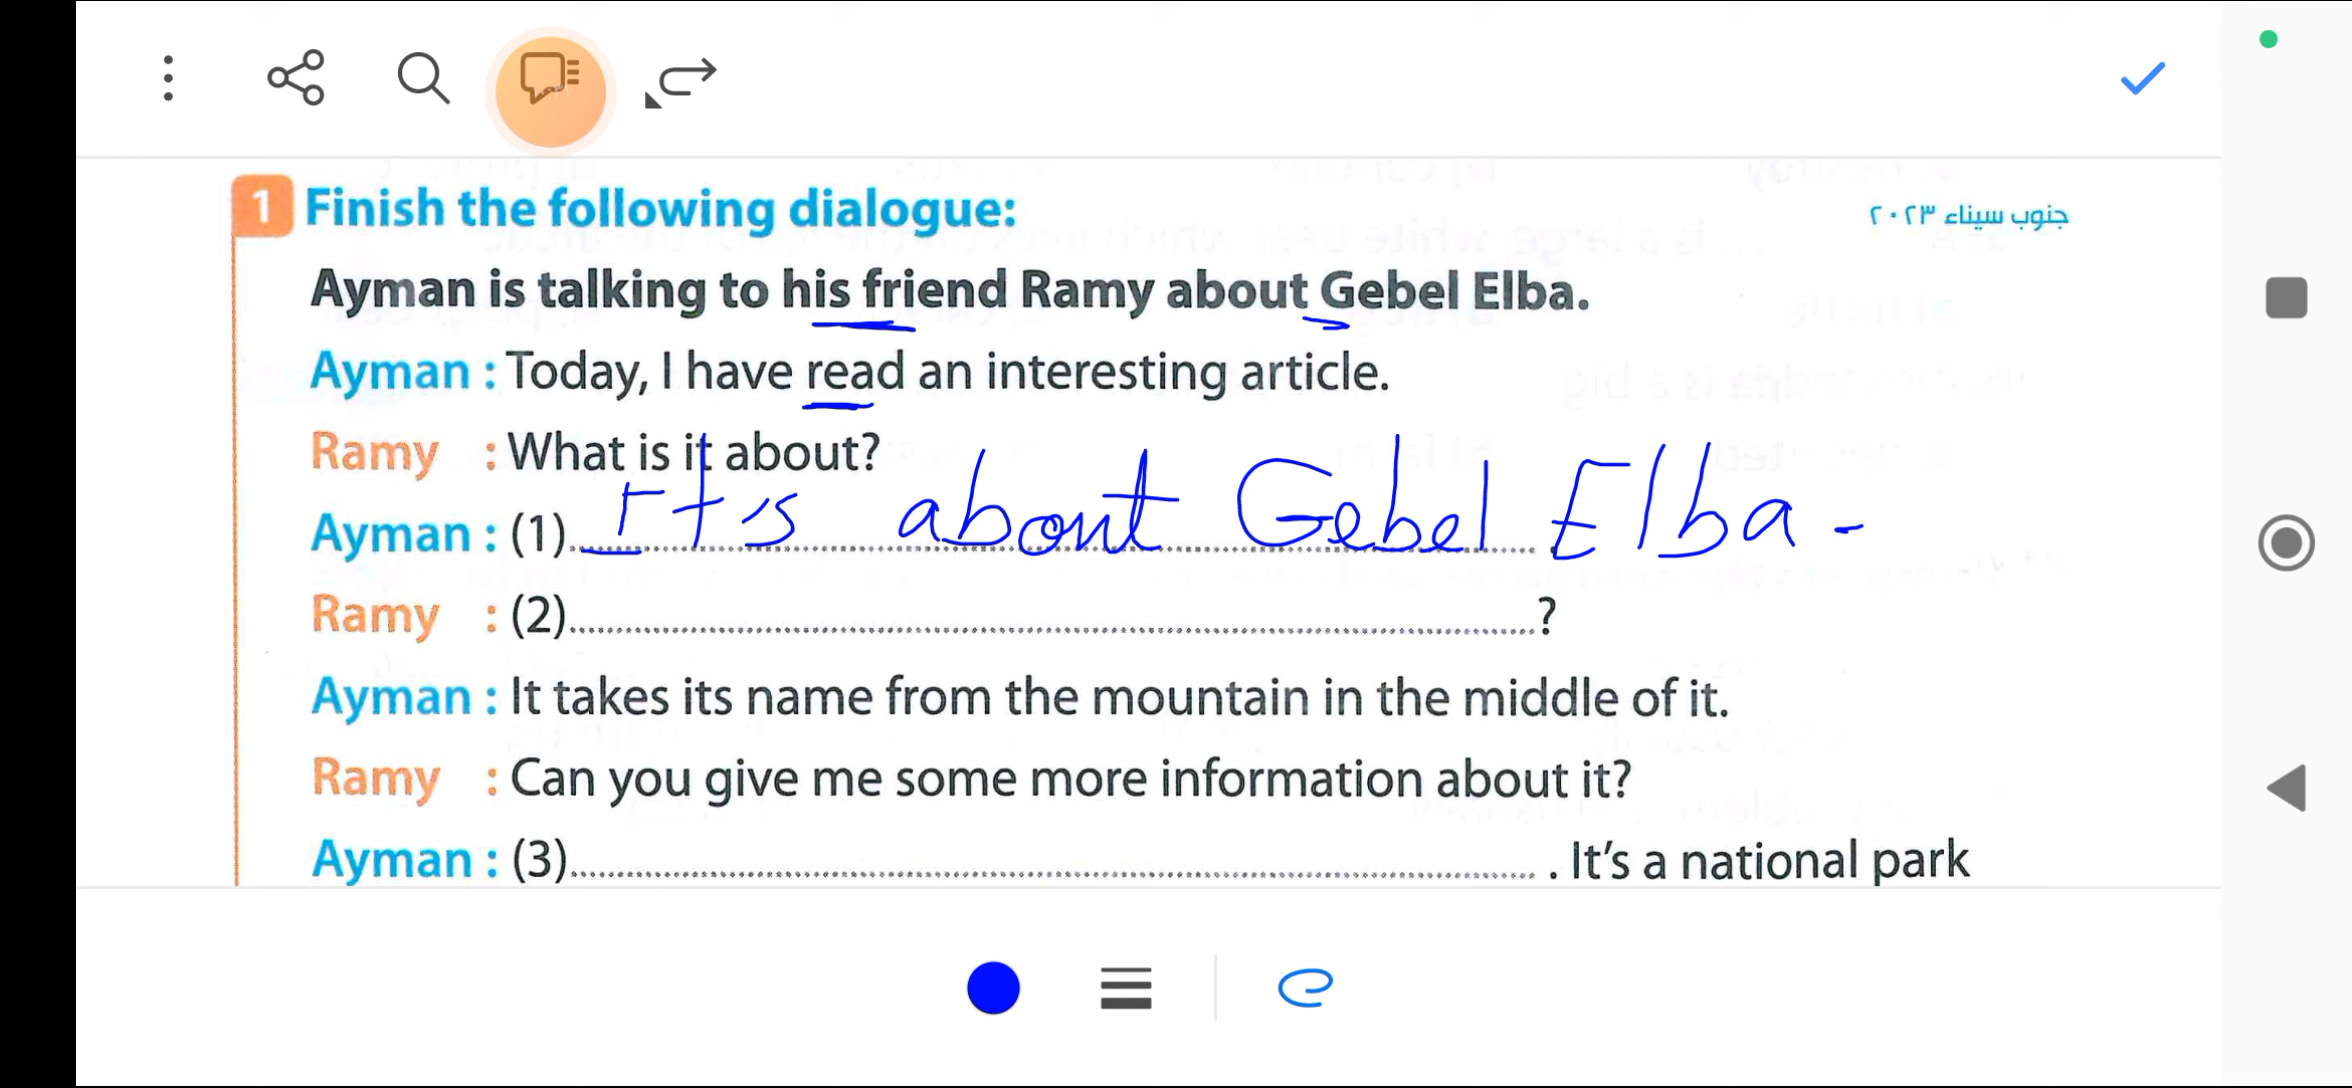 1 Finish the following dialogue:
جنوب سيناء ٢٠٢٣
Ayman is talking to his friend Ramy about Gebel Elba.
Ayman : Today, I have read an interesting article.
Ramy : What is it about?
Ayman : (1) It is about Gebel Elba.
Ramy : (2)..........?
Ayman : It takes its name from the mountain in the middle of it.
Ramy : Can you give me some more information about it?
Ayman : (3).......... . It's a national park